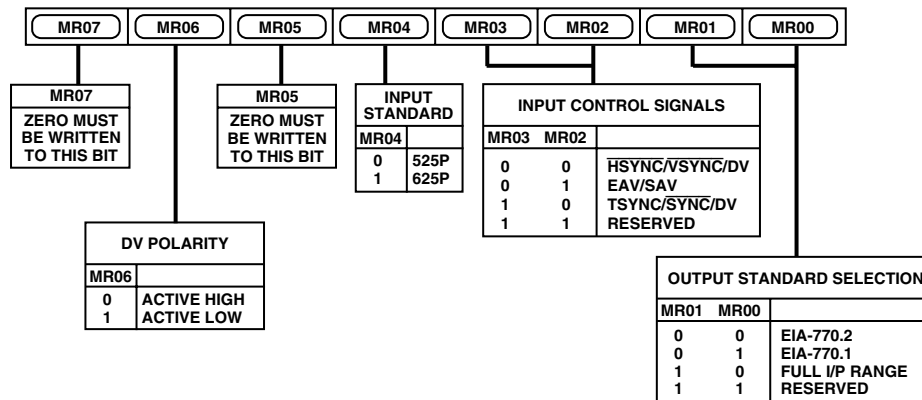 MR07 MR06 MR05 MR04 MR03 MR02 MR01 MR00
MR07
ZERO MUST
BE WRITTEN
TO THIS BIT
MR05
ZERO MUST
BE WRITTEN
TO THIS BIT
INPUT
STANDARD
MR04
0 525P
1 625P
INPUT CONTROL SIGNALS
MR03 MR02
0 0 HSYNC/VSYNC/DV
0 1 EAV/SAV
1 0 TSYNC/SYNC/DV
1 1 RESERVED
DV POLARITY
MR06
0 ACTIVE HIGH
1 ACTIVE LOW
OUTPUT STANDARD SELECTION
MR01 MR00
0 0 EIA-770.2
0 1 EIA-770.1
1 0 FULL I/P RANGE
1 1 RESERVED